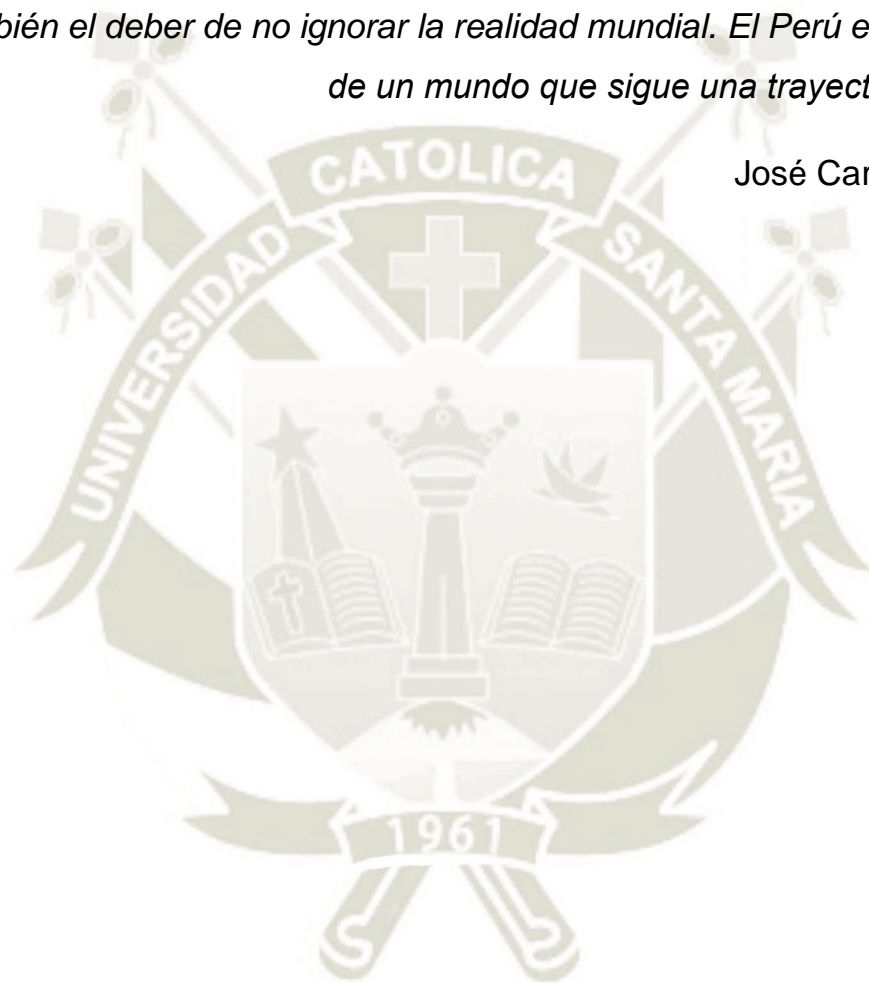 bién el deber de no ignorar la realidad mundial. El Perú e
de un mundo que sigue una trayect
José Car
UNIVERSIDAD CATOLICA SANTA MARIA
1961